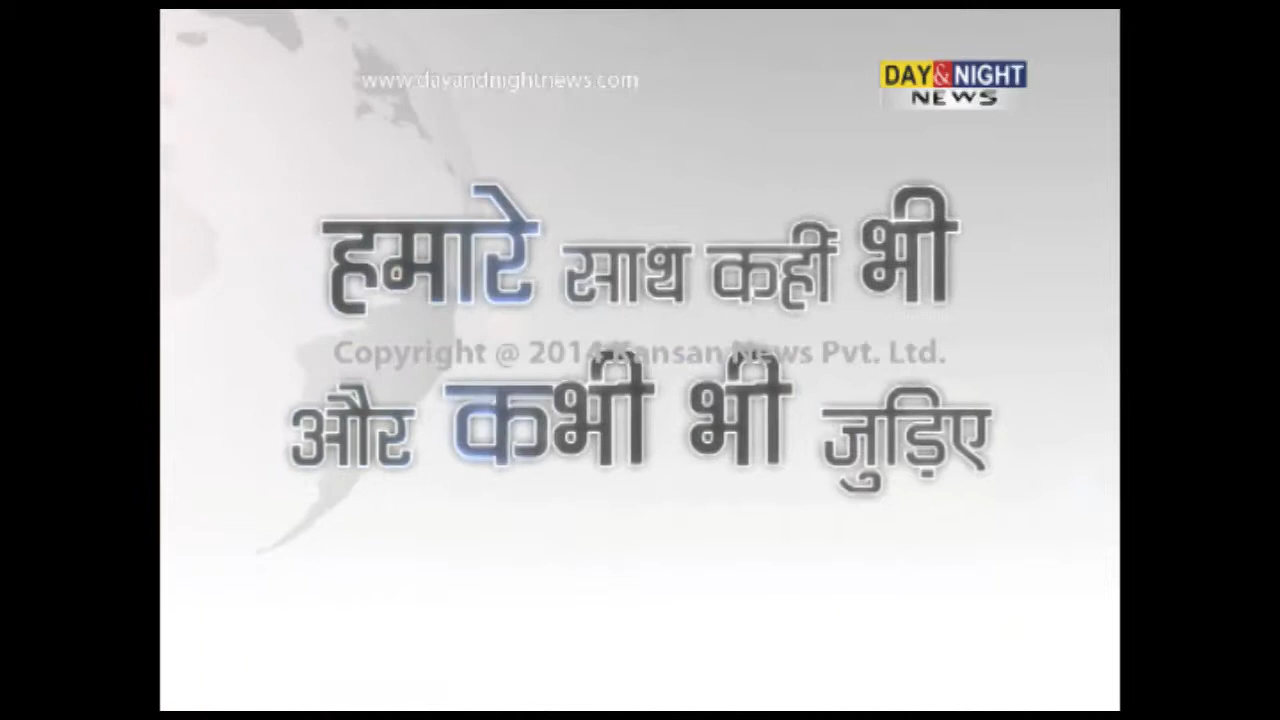 www.dayandnightnews.com
DAY & NIGHT
NEWS
हमारे साथ कहीं भी
Copyright @ 2014 Kansan News Pvt. Ltd.
और कभी भी जुड़िए